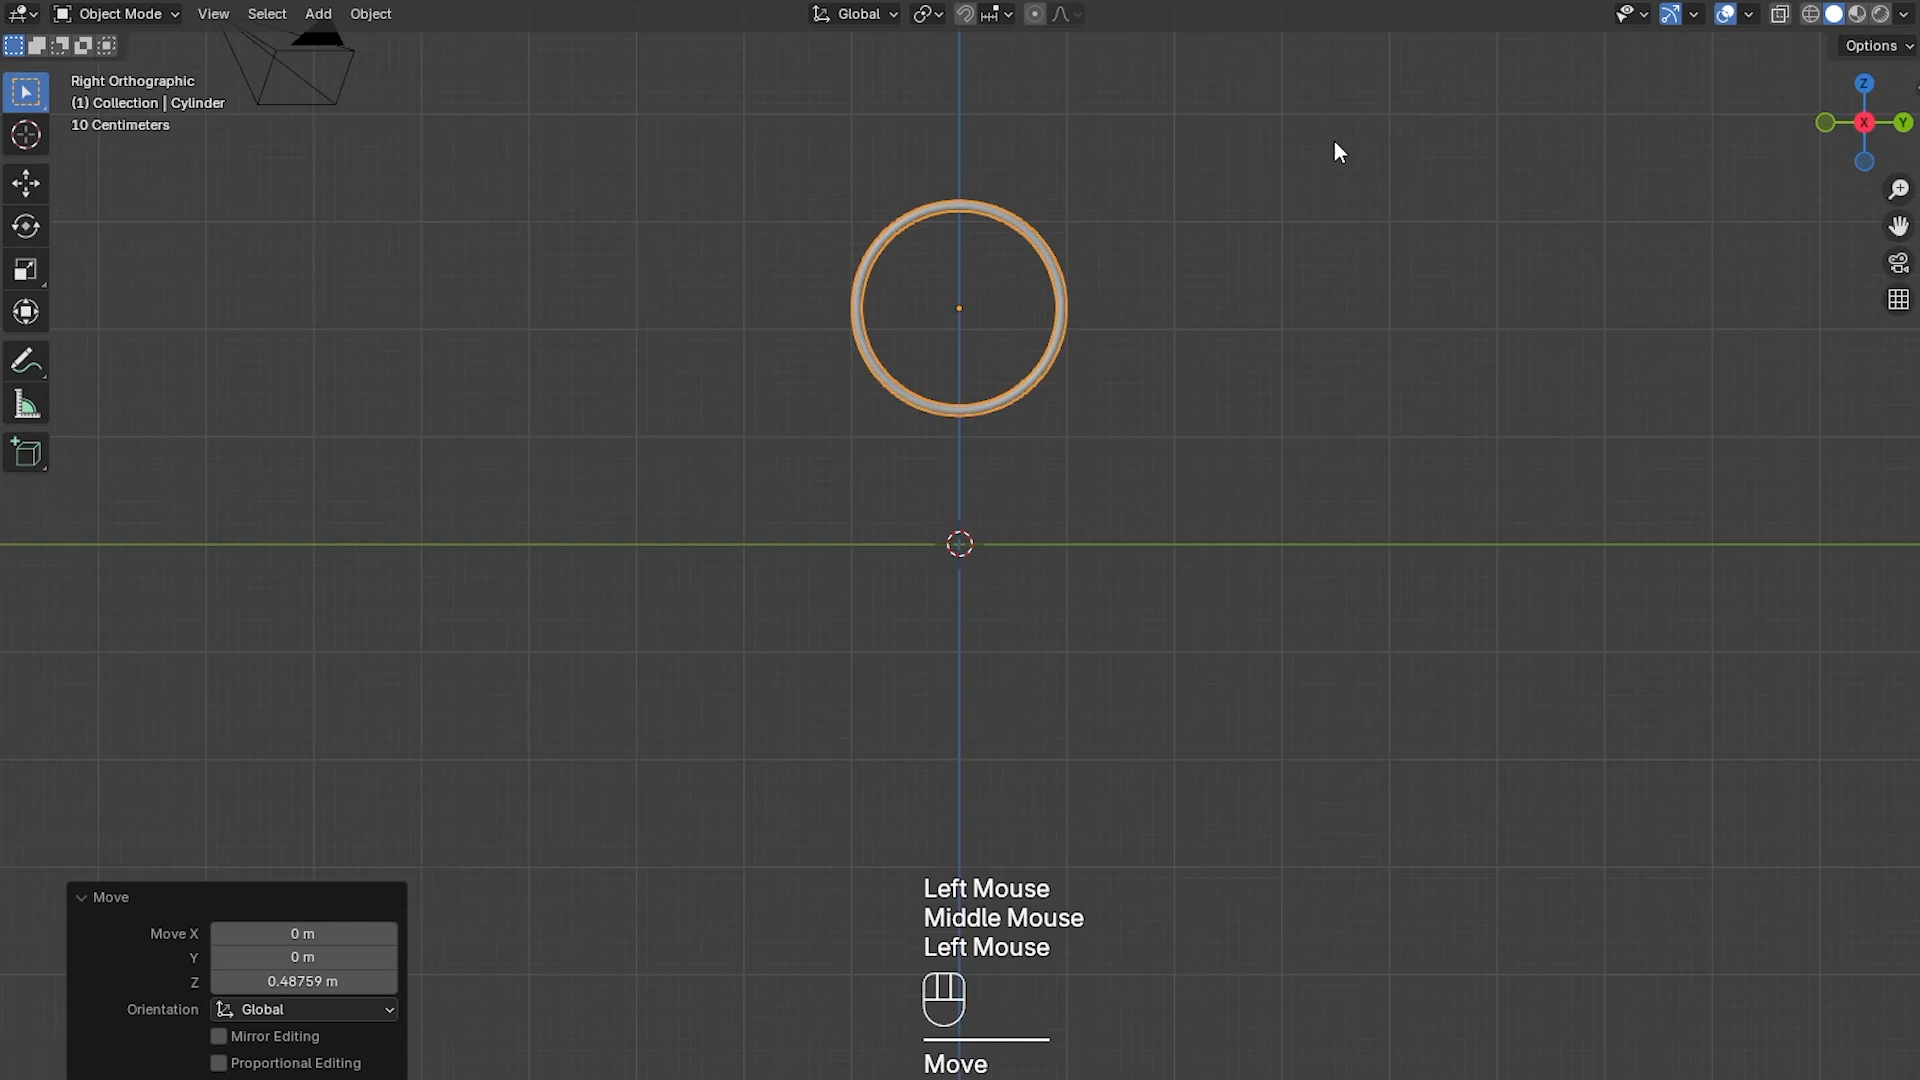 Object Mode View Select Add Object Global
Options
Right Orthographic
(1) Collection | Cylinder
10 Centimeters
Z
X
Y
Move
Move X 0 m
Y 0 m
Z 0.48759 m
Orientation Global
Mirror Editing
Proportional Editing
Left Mouse
Middle Mouse
Left Mouse
Move